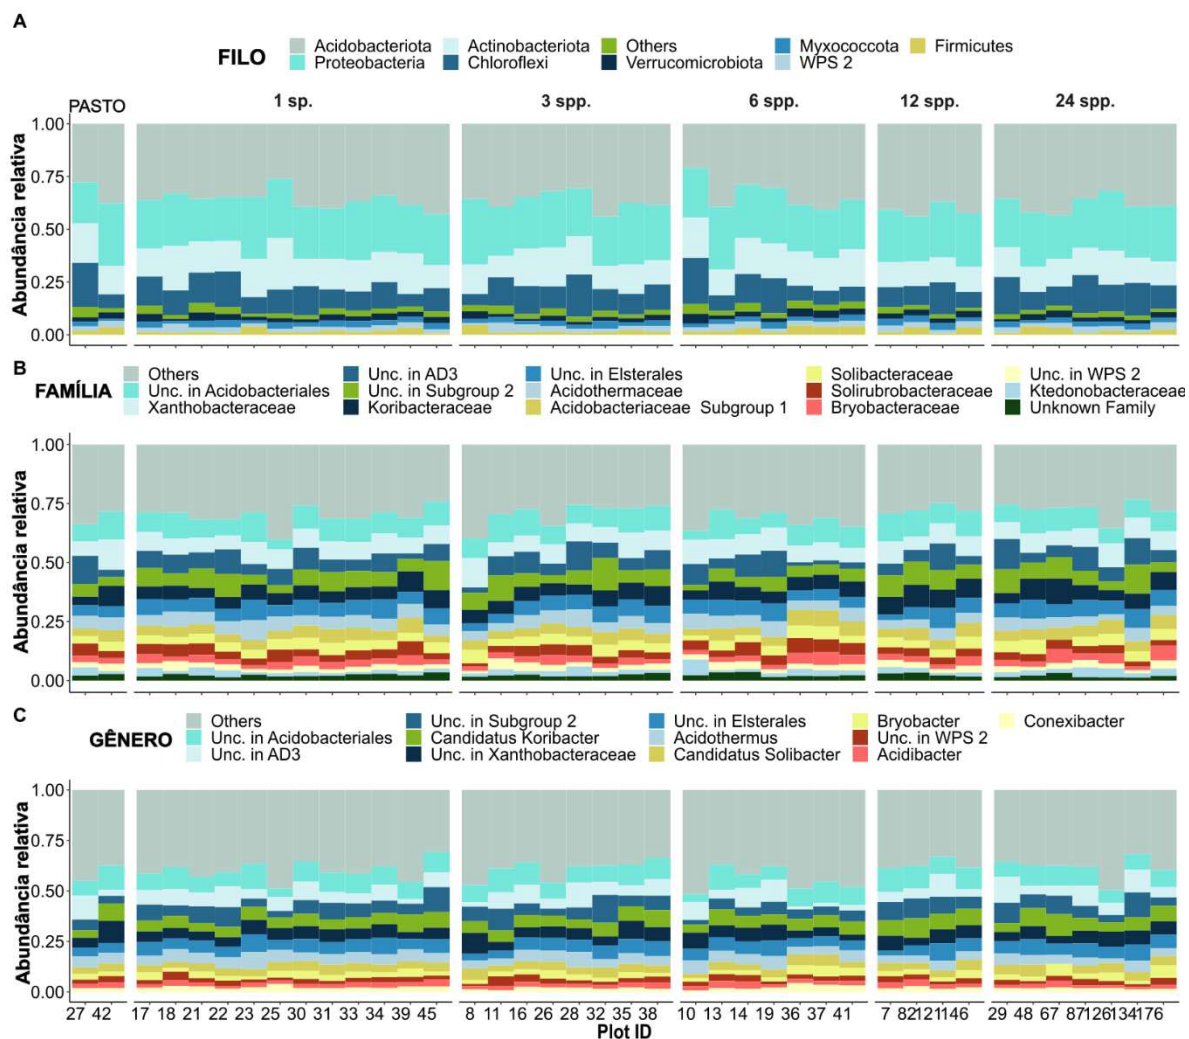 A
FILO
Acidobacteriota Actinobacteriota Others Myxococcota Firmicutes
Proteobacteria Chloroflexi Verrucomicrobiota WPS 2
PASTO 1 sp. 3 spp. 6 spp. 12 spp. 24 spp.
Abundância relativa
1.00
0.75
0.50
0.25
0.00
B
FAMÍLIA
Others Unc. in AD3 Unc. in Elsterales Solibacteraceae Unc. in WPS 2
Unc. in Acidobacteriales Unc. in Subgroup 2 Acidothermaceae Solirubrobacteraceae Ktedonobacteraceae
Xanthobacteraceae Koribacteraceae Acidobacteriaceae Subgroup 1 Bryobacteraceae Unknown Family
Abundância relativa
1.00
0.75
0.50
0.25
0.00
C
GÊNERO
Others Unc. in Subgroup 2 Unc. in Elsterales Bryobacter Conexibacter
Unc. in Acidobacteriales Candidatus Koribacter Acidothermus Unc. in WPS 2
Unc. in AD3 Unc. in Xanthobacteraceae Candidatus Solibacter Acidibacter
Abundância relativa
1.00
0.75
0.50
0.25
0.00
27 42 17 18 21 22 23 25 30 31 33 34 39 45 8 11 16 26 28 32 35 38 10 13 14 19 36 37 41 7 82 121 146 29 48 67 87 126 134 176
Plot ID